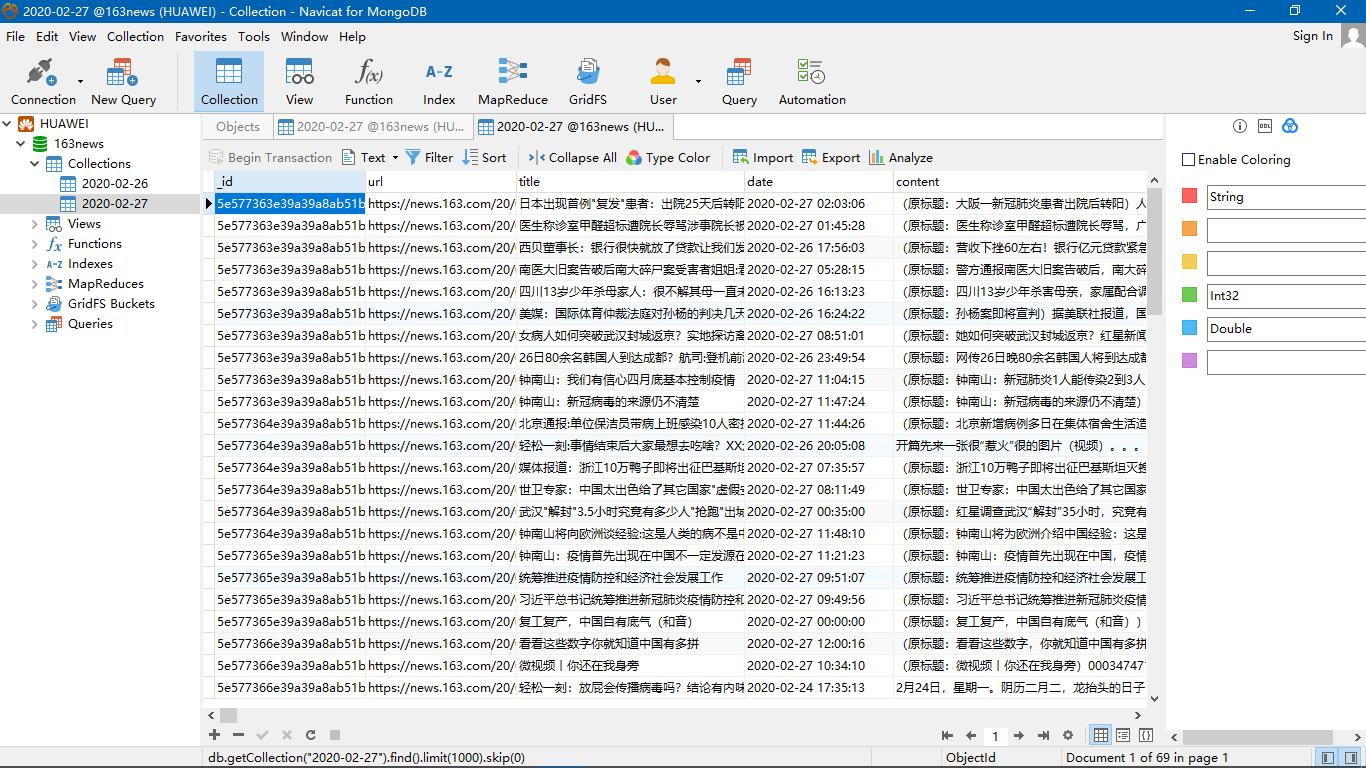 2020-02-27 @163news (HUAWEI) - Collection - Navicat for MongoDB
File Edit View Collection Favorites Tools Window Help Sign In
Connection New Query Collection View Function Index MapReduce GridFS User Query Automation
HUAWEI
163news
Collections
2020-02-26
2020-02-27
Views
Functions
Indexes
MapReduces
GridFS Buckets
Queries
Objects 2020-02-27 @163news (HU... 2020-02-27 @163news (HU...
Begin Transaction Text Filter Sort Collapse All Type Color Import Export Analyze
_id url title date content
5e577363e39a39a8ab51b https://news.163.com/20/ 日本出现首例"复发"患者：出院25天后转阳 2020-02-27 02:03:06 （原标题：大阪一新冠肺炎患者出院后转阳）人
5e577363e39a39a8ab51b https://news.163.com/20/ 医生称诊室甲醛超标遭院长辱骂涉事院长被 2020-02-27 01:45:28 （原标题：医生称诊室甲醛超标遭院长辱骂，广
5e577363e39a39a8ab51b https://news.163.com/20/ 西贝董事长：银行很快就放了贷款让我们发 2020-02-26 17:56:03 （原标题：营收下挫60左右！银行亿元贷款紧急
5e577363e39a39a8ab51b https://news.163.com/20/ 南医大旧案告破后南大碎尸案受害者姐姐:看 2020-02-27 05:28:15 （原标题：警方通报南医大旧案告破后，南大碎
5e577363e39a39a8ab51b https://news.163.com/20/ 四川13岁少年杀母家人：很不解其母一直未 2020-02-26 16:13:23 （原标题：四川13岁少年杀害母亲，家属配合调
5e577363e39a39a8ab51b https://news.163.com/20/ 美媒：国际体育仲裁法庭对孙杨的判决几天 2020-02-26 16:24:22 （原标题：孙杨案即将宣判）据美联社报道，国
5e577363e39a39a8ab51b https://news.163.com/20/ 女病人如何突破武汉封城返京？实地探访离 2020-02-27 08:51:01 （原标题：她如何突破武汉封城返京？红星新闻
5e577363e39a39a8ab51b https://news.163.com/20/ 26日80余名韩国人到达成都？航司:登机前 2020-02-26 23:49:54 （原标题：网传26日晚80余名韩国人将到达成都
5e577363e39a39a8ab51b https://news.163.com/20/ 钟南山：我们有信心四月底基本控制疫情 2020-02-27 11:04:15 （原标题：钟南山：新冠肺炎1人能传染2到3人
5e577363e39a39a8ab51b https://news.163.com/20/ 钟南山：新冠病毒的来源仍不清楚 2020-02-27 11:47:24 （原标题：钟南山：新冠病毒的来源仍不清楚）
5e577364e39a39a8ab51b https://news.163.com/20/ 北京通报:单位保洁员带病上班感染10人密接 2020-02-27 11:44:26 （原标题：北京新增病例多日在集体宿舍生活造
5e577364e39a39a8ab51b https://news.163.com/20/ 轻松一刻:事情结束后大家最想去吃啥？XX 2020-02-26 20:05:08 开篇先来一张很“惹火”很的图片（视频）。。。
5e577364e39a39a8ab51b https://news.163.com/20/ 媒体报道：浙江10万鸭子即将出征巴基斯坦 2020-02-27 07:35:57 （原标题：浙江10万鸭子即将出征巴基斯坦灭蝗
5e577364e39a39a8ab51b https://news.163.com/20/ 世卫专家：中国太出色给了其它国家"虚假安 2020-02-27 08:11:49 （原标题：世卫专家：中国太出色给了其它国家
5e577364e39a39a8ab51b https://news.163.com/20/ 武汉"解封"3.5小时究竟有多少人"抢跑"出城 2020-02-27 00:35:00 （原标题：红星调查武汉“解封”35小时，究竟有
5e577364e39a39a8ab51b https://news.163.com/20/ 钟南山将向欧洲谈经验:这是人类的病不是中 2020-02-27 11:48:10 （原标题：钟南山将为欧洲介绍中国经验：这是
5e577365e39a39a8ab51b https://news.163.com/20/ 钟南山：疫情首先出现在中国不一定发源在 2020-02-27 11:21:23 （原标题：钟南山：疫情首先出现在中国，疫情
5e577365e39a39a8ab51b https://news.163.com/20/ 统筹推进疫情防控和经济社会发展工作 2020-02-27 09:51:07 （原标题：统筹推进疫情防控和经济社会发展工
5e577365e39a39a8ab51b https://news.163.com/20/ 习近平总书记统筹推进新冠肺炎疫情防控和 2020-02-27 09:49:56 （原标题：习近平总书记统筹推进新冠肺炎疫情
5e577365e39a39a8ab51b https://news.163.com/20/ 复工复产，中国自有底气（和音） 2020-02-27 00:00:00 （原标题：复工复产，中国自有底气（和音））
5e577366e39a39a8ab51b https://news.163.com/20/ 看看这些数字你就知道中国有多拼 2020-02-27 12:00:16 （原标题：看看这些数字，你就知道中国有多拼
5e577366e39a39a8ab51b https://news.163.com/20/ 微视频丨你还在我身旁 2020-02-27 10:34:10 （原标题：微视频丨你还在我身旁）000347471
5e577366e39a39a8ab51b https://news.163.com/20/ 轻松一刻：放屁会传播病毒吗？结论有内味 2020-02-24 17:35:13 2月24日，星期一。阴历二月二，龙抬头的日子
Enable Coloring
String
Int32
Double
1
db.getCollection("2020-02-27").find().limit(1000).skip(0) ObjectId Document 1 of 69 in page 1